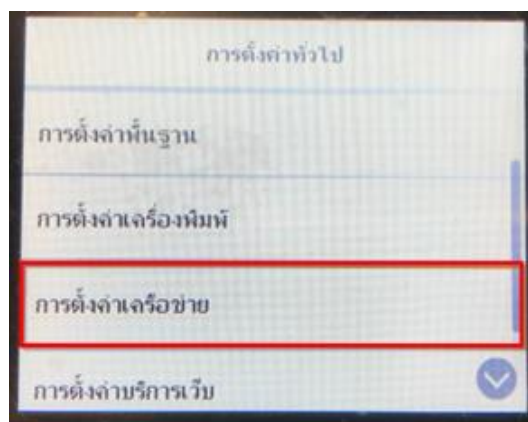 การตั้งค่าทั่วไป
การตั้งค่าพื้นฐาน
การตั้งค่าเครื่องพิมพ์
การตั้งค่าเครือข่าย
การตั้งค่าบริการเว็บ